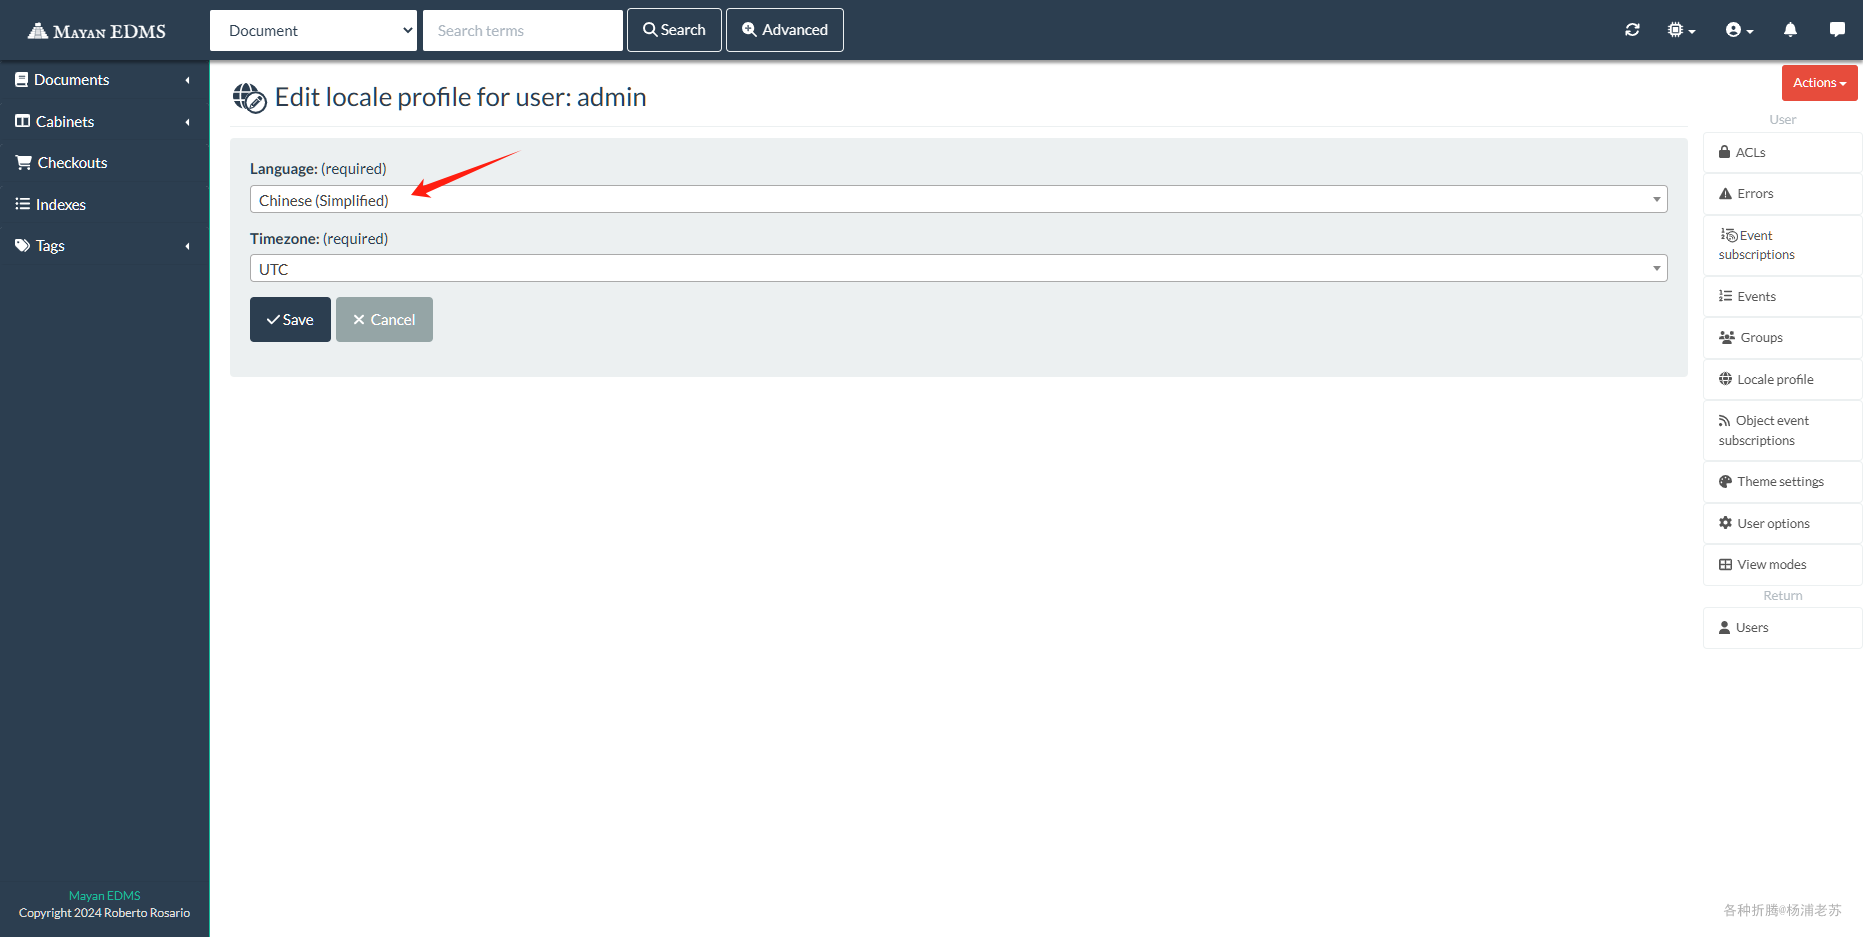 MAYAN EDMS
Document
Search terms
Search
Advanced
Documents
Cabinets
Checkouts
Indexes
Tags
Mayan EDMS
Copyright 2024 Roberto Rosario
Edit locale profile for user: admin
Language: (required)
Chinese (Simplified)
Timezone: (required)
UTC
Save
Cancel
Actions
User
ACLs
Errors
Event
subscriptions
Events
Groups
Locale profile
Object event
subscriptions
Theme settings
User options
View modes
Return
Users
各种折腾@杨浦老苏